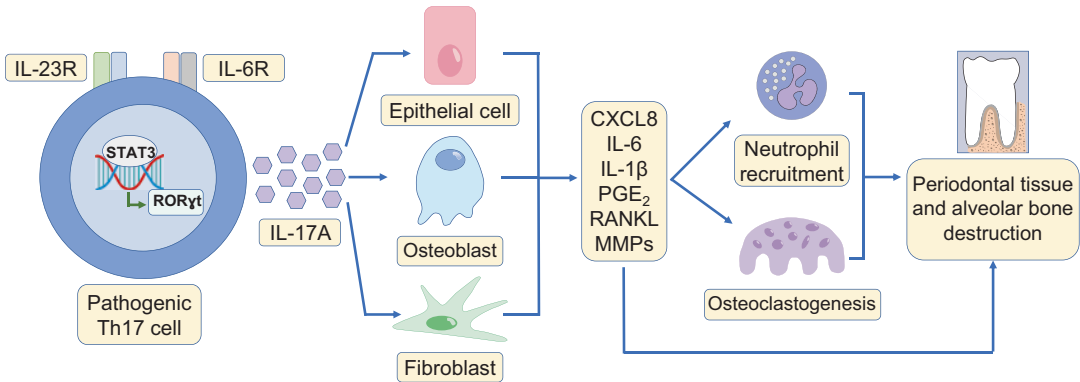 IL-23R
IL-6R
STAT3
RORɣt
Pathogenic
Th17 cell
IL-17A
Epithelial cell
Osteoblast
Fibroblast
CXCL8
IL-6
IL-1β
PGE₂
RANKL
MMPs
Neutrophil
recruitment
Osteoclastogenesis
Periodontal tissue
and alveolar bone
destruction